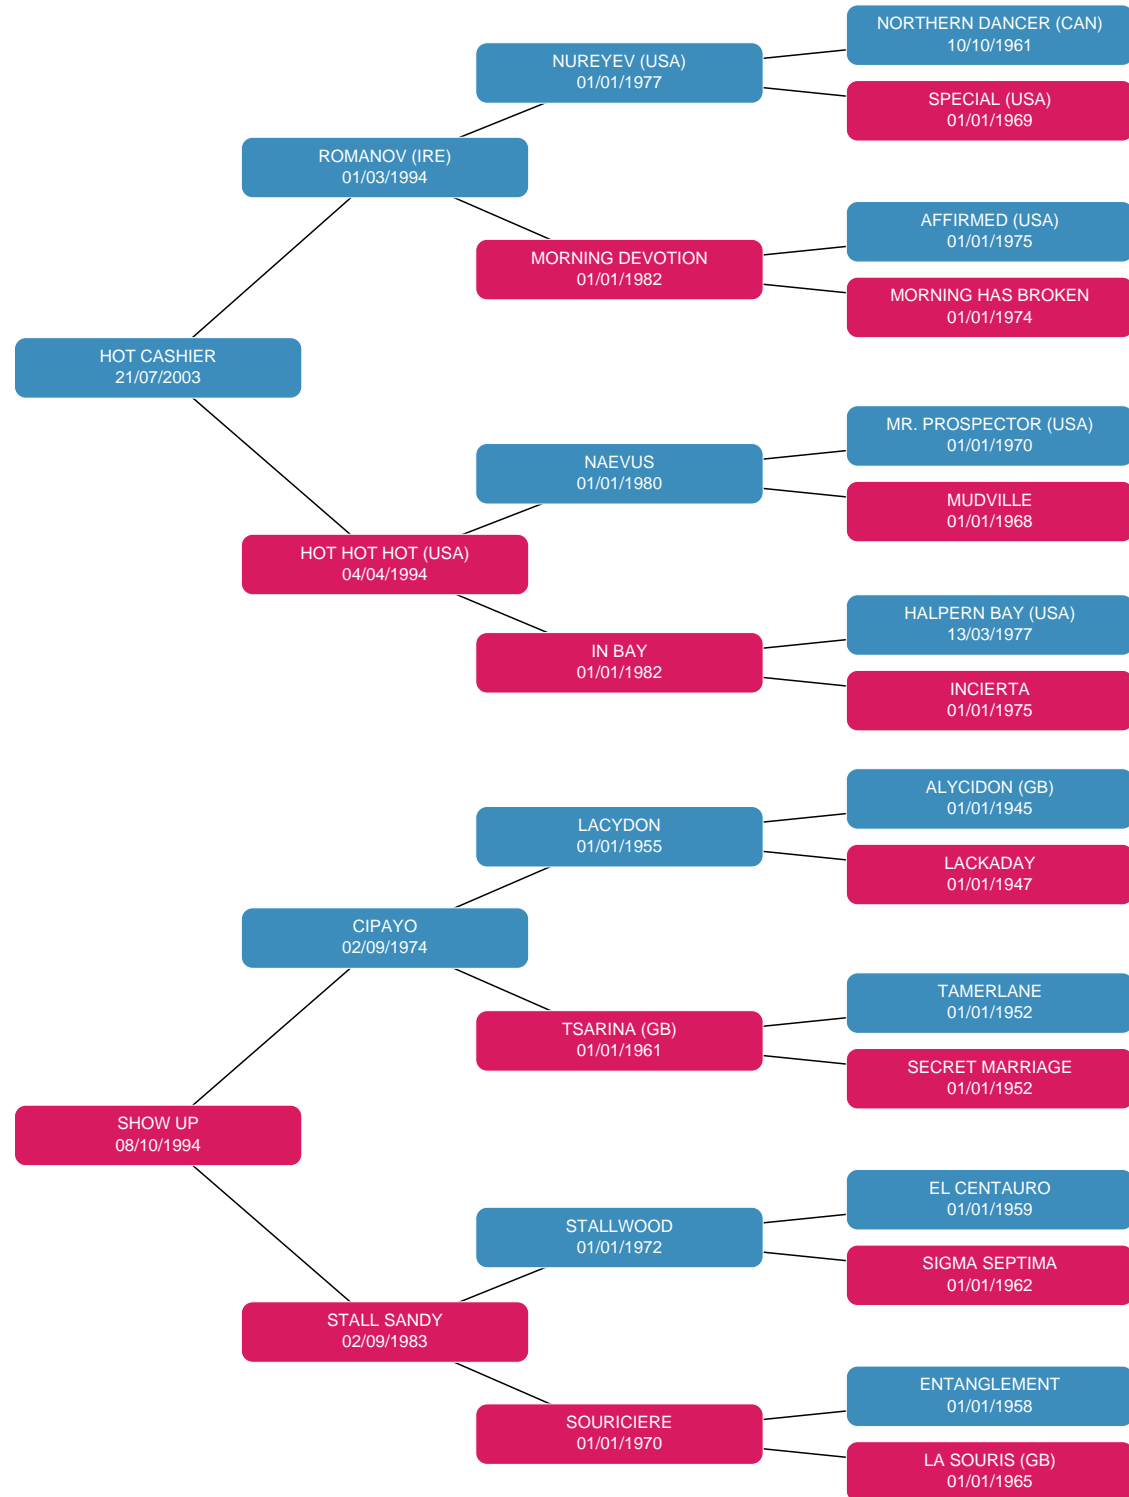 NORTHERN DANCER (CAN)
10/10/1961
NUREYEV (USA)
01/01/1977
SPECIAL (USA)
01/01/1969
ROMANOV (IRE)
01/03/1994
AFFIRMED (USA)
01/01/1975
MORNING DEVOTION
01/01/1982
MORNING HAS BROKEN
01/01/1974
HOT CASHIER
21/07/2003
MR. PROSPECTOR (USA)
01/01/1970
NAEVUS
01/01/1980
MUDVILLE
01/01/1968
HOT HOT HOT (USA)
04/04/1994
HALPERN BAY (USA)
13/03/1977
IN BAY
01/01/1982
INCIERTA
01/01/1975
ALYCIDON (GB)
01/01/1945
LACYDON
01/01/1955
LACKADAY
01/01/1947
CIPAYO
02/09/1974
TAMERLANE
01/01/1952
TSARINA (GB)
01/01/1961
SECRET MARRIAGE
01/01/1952
SHOW UP
08/10/1994
EL CENTAURO
01/01/1959
STALLWOOD
01/01/1972
SIGMA SEPTIMA
01/01/1962
STALL SANDY
02/09/1983
ENTANGLEMENT
01/01/1958
SOURICIERE
01/01/1970
LA SOURIS (GB)
01/01/1965